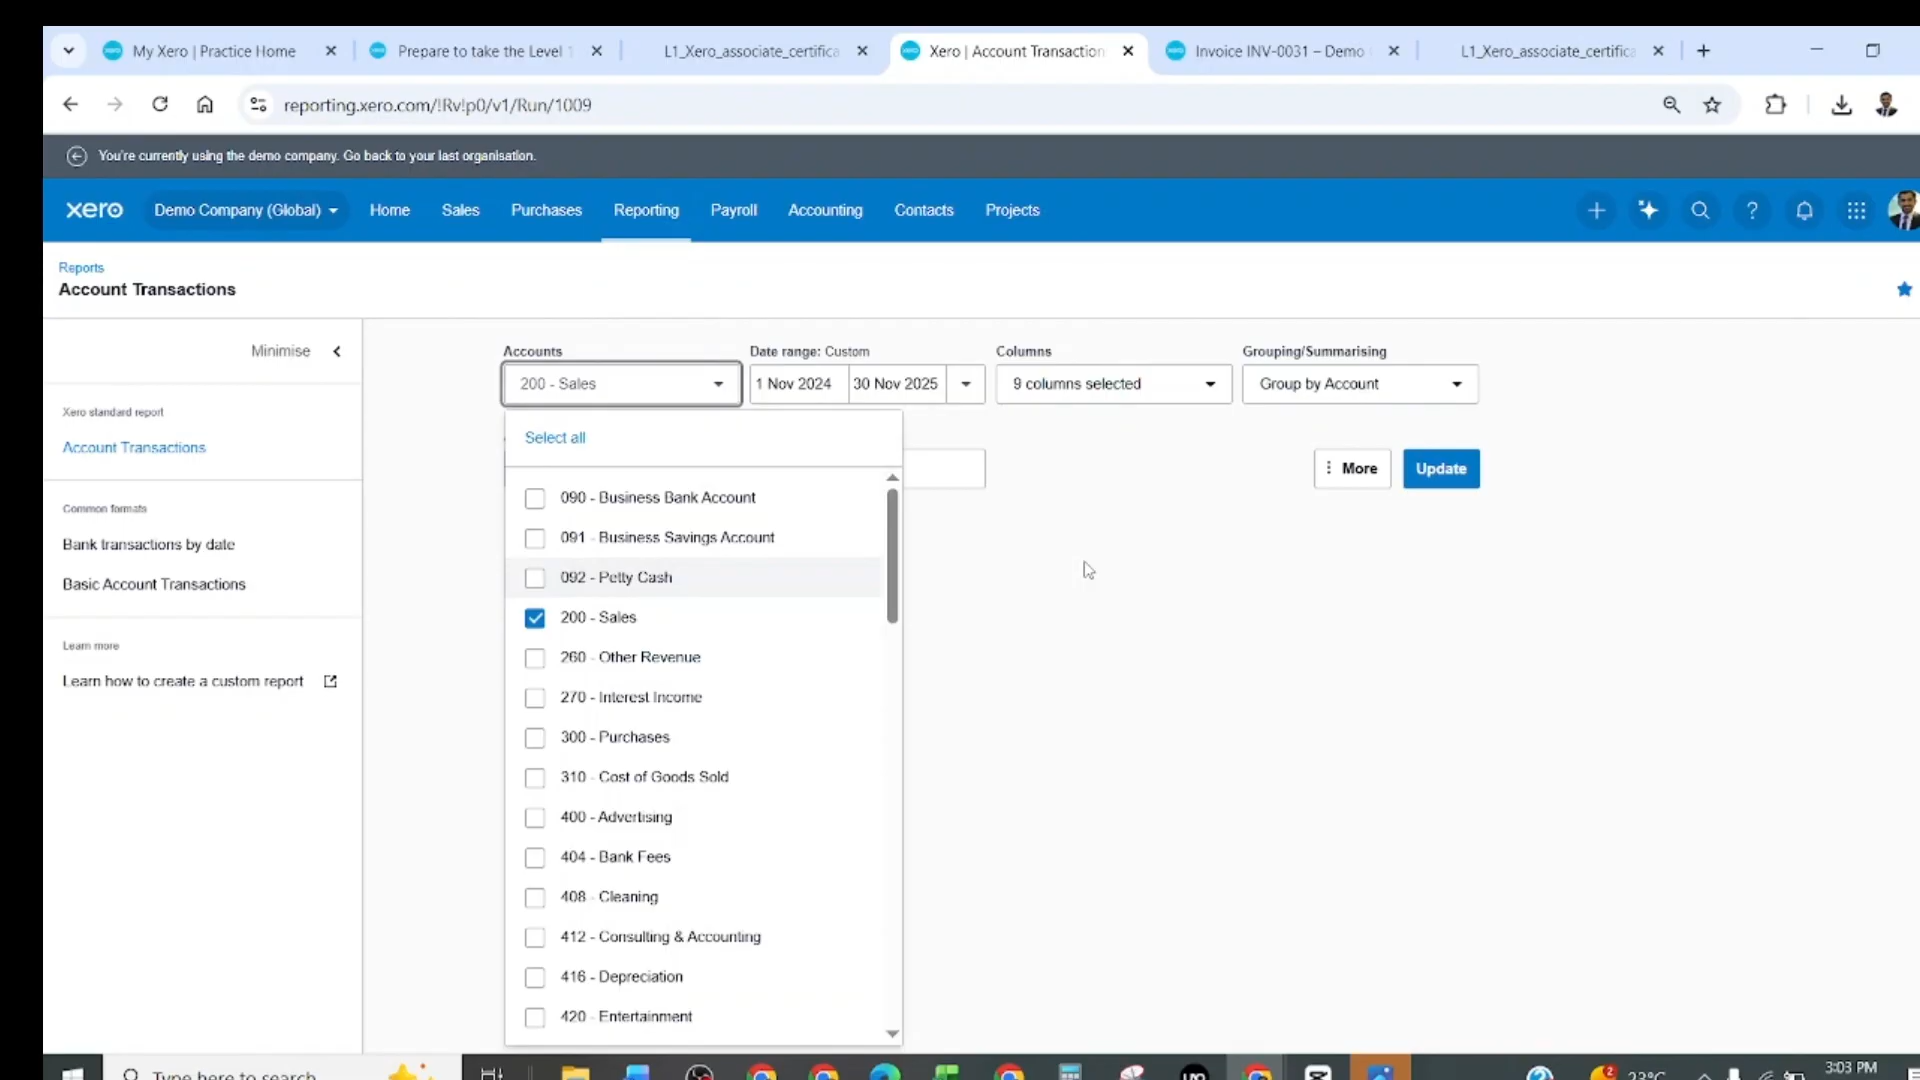 My Xero | Practice Home
Prepare to take the Level
L1_Xero_associate_certifica
Xero | Account Transaction
Invoice INV-0031 – Demo
L1_Xero_associate_certific
reporting.xero.com/!Rv!p0/v1/Run/1009
You're currently using the demo company. Go back to your last organisation.
xero
Demo Company (Global)
Home
Sales
Purchases
Reporting
Payroll
Accounting
Contacts
Projects
Reports
Account Transactions
Minimise
Xero standard report
Account Transactions
Common formats
Bank transactions by date
Basic Account Transactions
Learn more
Learn how to create a custom report
Accounts
Date range: Custom
Columns
Grouping/Summarising
200 - Sales
1 Nov 2024
30 Nov 2025
9 columns selected
Group by Account
Select all
More
Update
090 - Business Bank Account
091 - Business Savings Account
092 - Petty Cash
200 - Sales
260 - Other Revenue
270 - Interest Income
300 - Purchases
310 - Cost of Goods Sold
400 - Advertising
404 - Bank Fees
408 - Cleaning
412 - Consulting & Accounting
416 - Depreciation
420 - Entertainment
Type here to search
2
23°C
3:03 PM